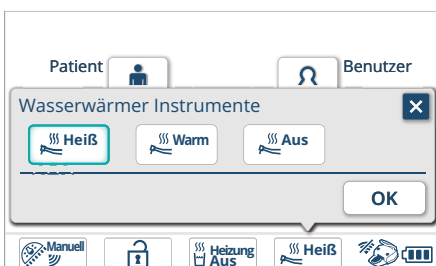 Patient Benutzer
Wasserwärmer Instrumente
Heiß Warm Aus
OK
Manuell Heizung Aus Heiß